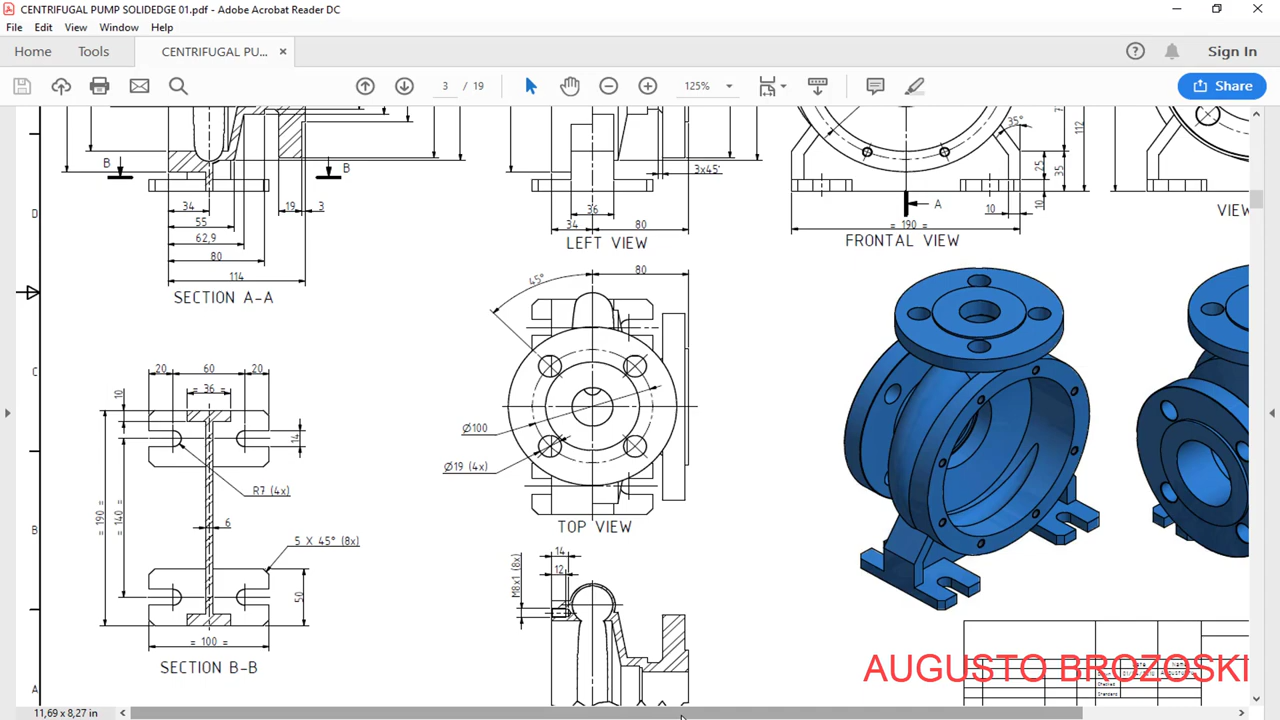 CENTRIFUGAL PUMP SOLIDEDGE 01.pdf - Adobe Acrobat Reader DC
File Edit View Window Help
Home Tools CENTRIFUGAL PU... × Sign In
3 / 19 125% Share
B B
34 19 3
55
62,9
80
114
SECTION A-A
3x45°
36
34 80
LEFT VIEW
35° 112
25 35
10 10
A
= 190 =
FRONTAL VIEW
VIEW
D
C
B
A
45° 80
Ø100
Ø19 (4x)
TOP VIEW
20 60 20
= 36 =
10
14
R7 (4x)
= 190 =
= 140 =
6
5 X 45° (8x)
50
= 100 =
SECTION B-B
14
12
M8x1 (8x)
AUGUSTO BROZOSKI
11,69 x 8,27 in